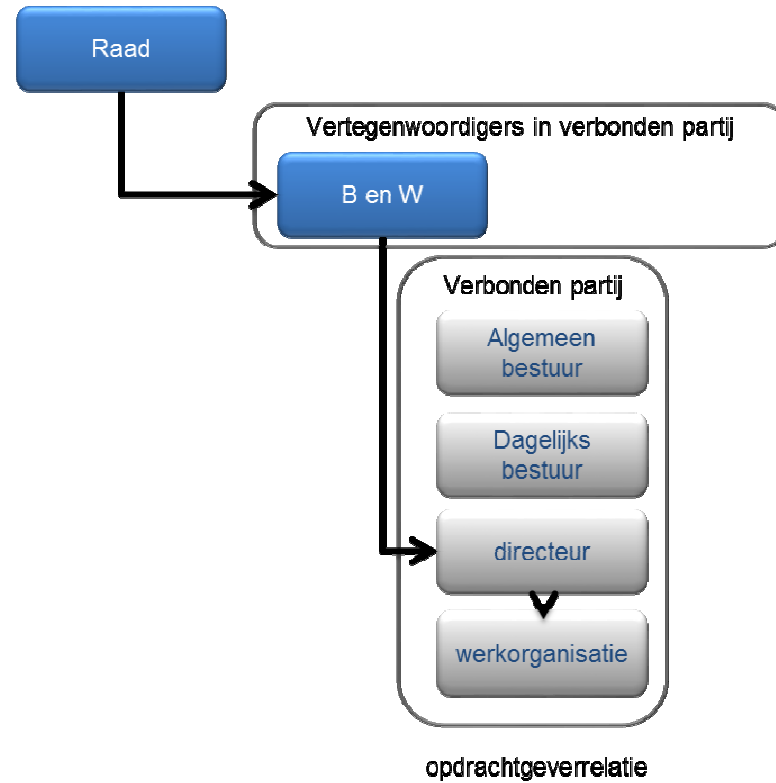 Raad
Vertegenwoordigers in verbonden partij
B en W
Verbonden partij
Algemeen
bestuur
Dagelijks
bestuur
directeur
werkorganisatie
opdrachtgeverrelatie